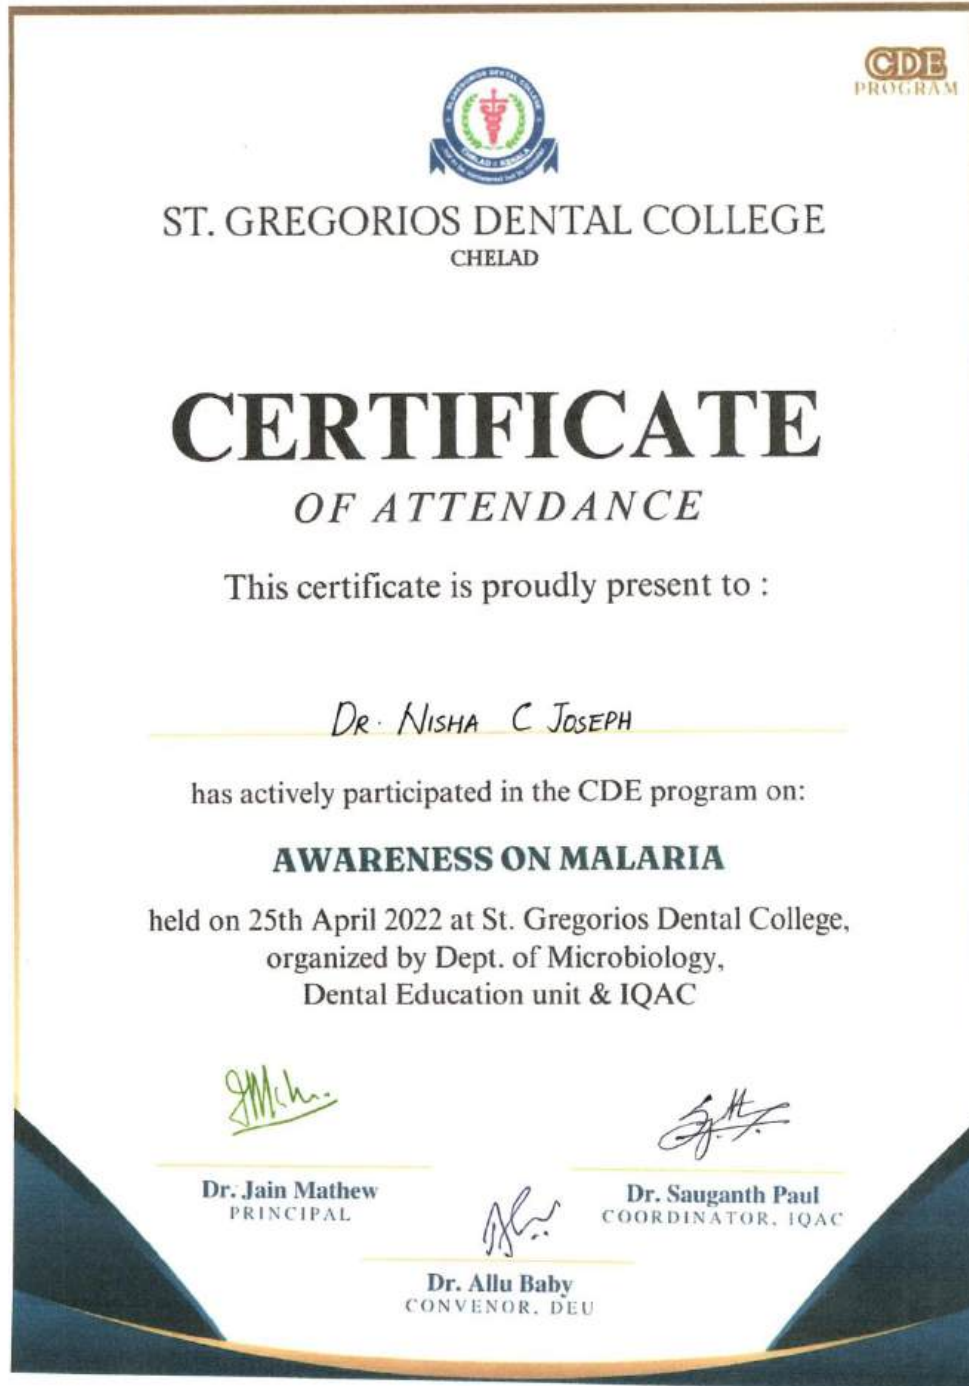 CDE
PROGRAM
CHELAD - KERALA
ST. GREGORIOS DENTAL COLLEGE
CHELAD
CERTIFICATE
OF ATTENDANCE
This certificate is proudly present to :
DR. NISHA C JOSEPH
has actively participated in the CDE program on:
AWARENESS ON MALARIA
held on 25th April 2022 at St. Gregorios Dental College,
organized by Dept. of Microbiology,
Dental Education unit & IQAC
Dr. Jain Mathew
PRINCIPAL
Dr. Sauganth Paul
COORDINATOR, IQAC
Dr. Allu Baby
CONVENOR, DEU